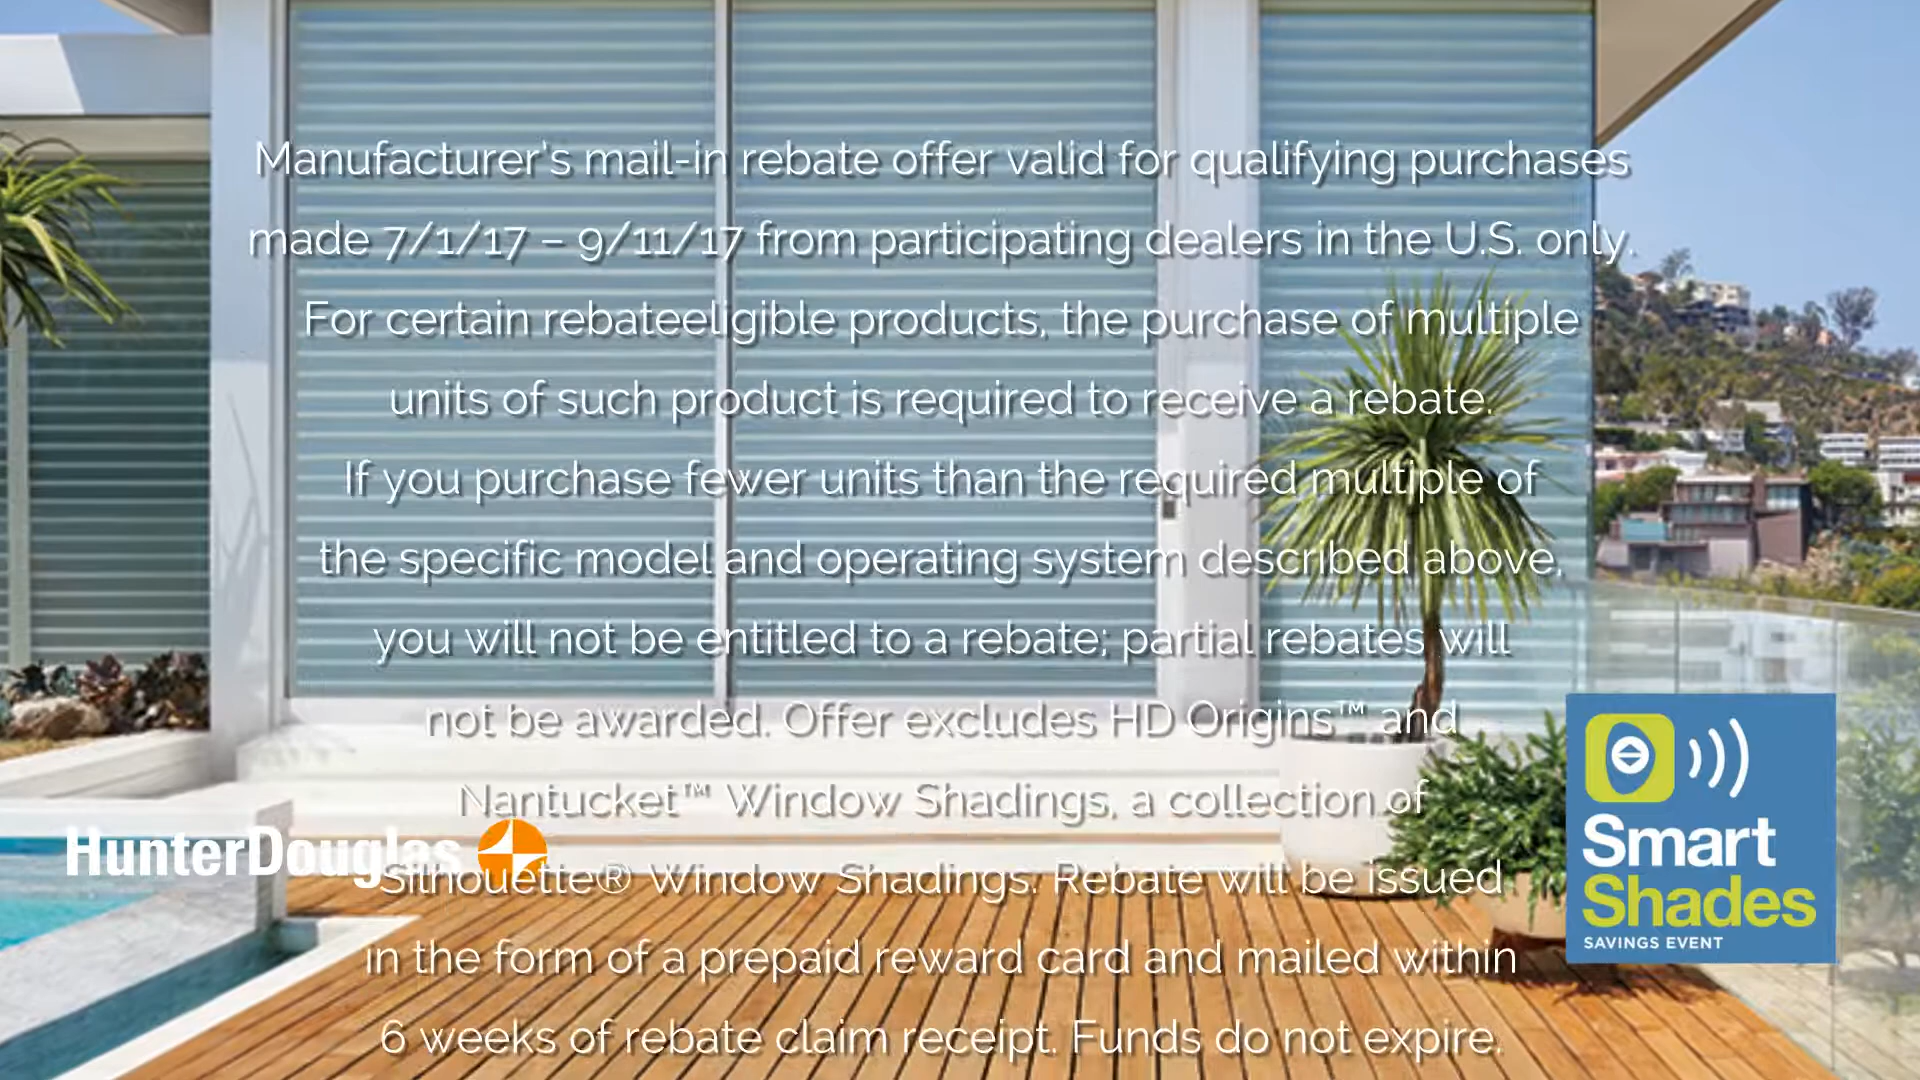 Manufacturer's mail-in rebate offer valid for qualifying purchases
made 7/1/17 – 9/11/17 from participating dealers in the U.S. only.
For certain rebateeligible products, the purchase of multiple
units of such product is required to receive a rebate.
If you purchase fewer units than the required multiple of
the specific model and operating system described above,
you will not be entitled to a rebate; partial rebates will
not be awarded. Offer excludes HD Origins™ and
Nantucket™ Window Shadings, a collection of
Silhouette® Window Shadings. Rebate will be issued
in the form of a prepaid reward card and mailed within
6 weeks of rebate claim receipt. Funds do not expire.
HunterDouglas
Smart
Shades
SAVINGS EVENT